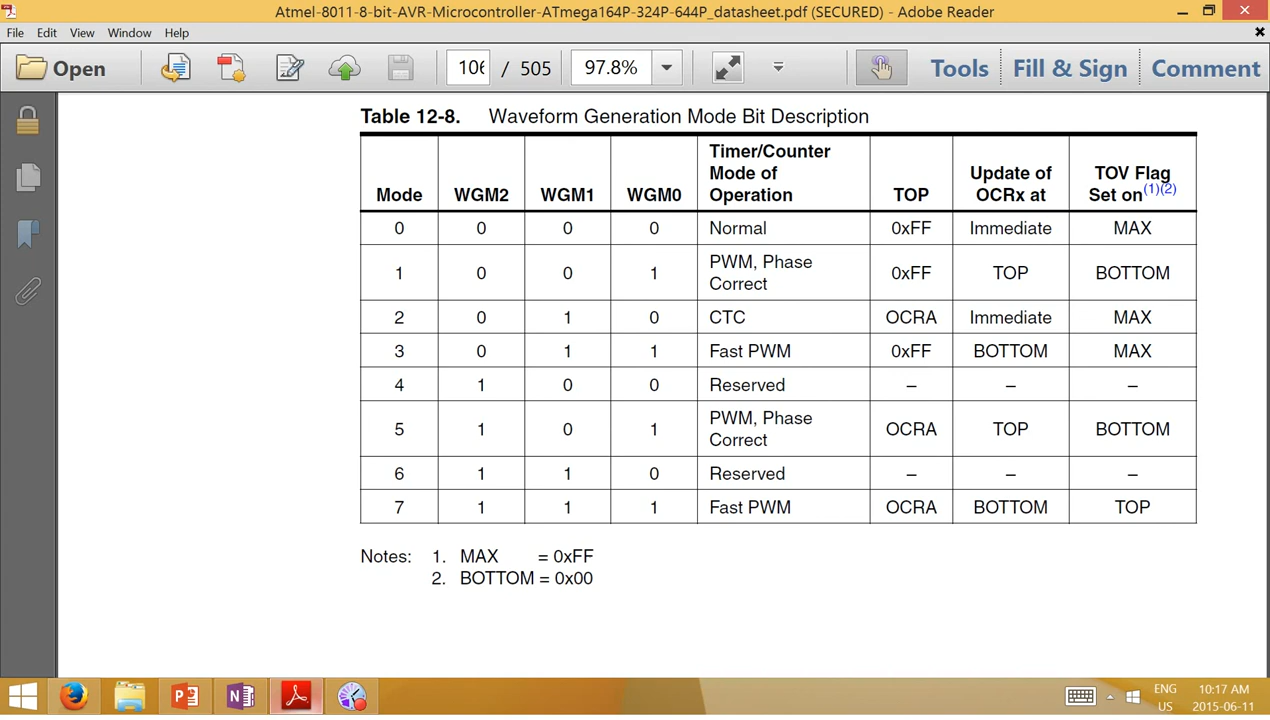 Atmel-8011-8-bit-AVR-Microcontroller-ATmega164P-324P-644P_datasheet.pdf (SECURED) - Adobe Reader
File Edit View Window Help
Open 106 / 505 97.8% Tools Fill & Sign Comment
Table 12-8. Waveform Generation Mode Bit Description
Mode WGM2 WGM1 WGM0 Timer/Counter Mode of Operation TOP Update of OCRx at TOV Flag Set on(1)(2)
0 0 0 0 Normal 0xFF Immediate MAX
1 0 0 1 PWM, Phase Correct 0xFF TOP BOTTOM
2 0 1 0 CTC OCRA Immediate MAX
3 0 1 1 Fast PWM 0xFF BOTTOM MAX
4 1 0 0 Reserved – – –
5 1 0 1 PWM, Phase Correct OCRA TOP BOTTOM
6 1 1 0 Reserved – – –
7 1 1 1 Fast PWM OCRA BOTTOM TOP
Notes: 1. MAX = 0xFF
2. BOTTOM = 0x00
ENG 10:17 AM
US 2015-06-11